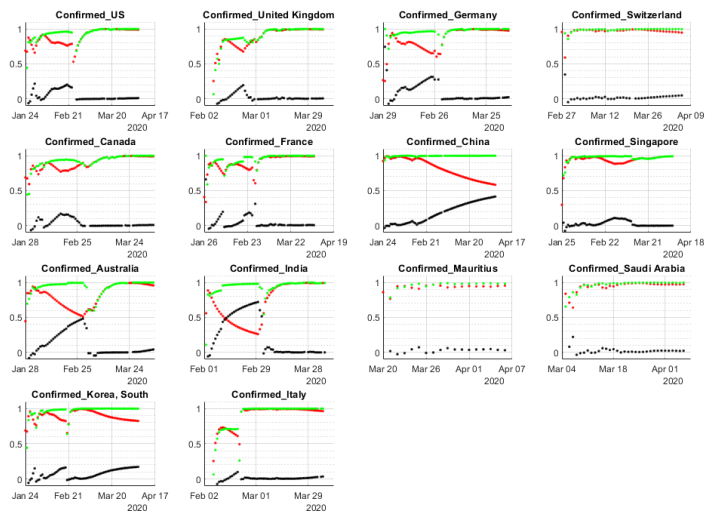 Confirmed_US
1
0.5
0
Jan 24
Feb 21
Mar 20
Apr 17
2020
Confirmed_United Kingdom
1
0.5
0
Feb 02
Mar 01
Mar 29
2020
Confirmed_Germany
1
0.5
0
Jan 29
Feb 26
Mar 25
2020
Confirmed_Switzerland
1
0.5
0
Feb 27
Mar 12
Mar 26
Apr 09
2020
Confirmed_Canada
1
0.5
0
Jan 28
Feb 25
Mar 24
2020
Confirmed_France
1
0.5
0
Jan 26
Feb 23
Mar 22
Apr 19
2020
Confirmed_China
1
0.5
0
Jan 24
Feb 21
Mar 20
Apr 17
2020
Confirmed_Singapore
1
0.5
0
Jan 25
Feb 22
Mar 21
Apr 18
2020
Confirmed_Australia
1
0.5
0
Jan 28
Feb 25
Mar 24
2020
Confirmed_India
1
0.5
0
Feb 01
Feb 29
Mar 28
2020
Confirmed_Mauritius
1
0.5
0
Mar 20
Mar 26
Apr 01
Apr 07
2020
Confirmed_Saudi Arabia
1
0.5
0
Mar 04
Mar 18
Apr 01
2020
Confirmed_Korea, South
1
0.5
0
Jan 24
Feb 21
Mar 20
Apr 17
2020
Confirmed_Italy
1
0.5
0
Feb 02
Mar 01
Mar 29
2020